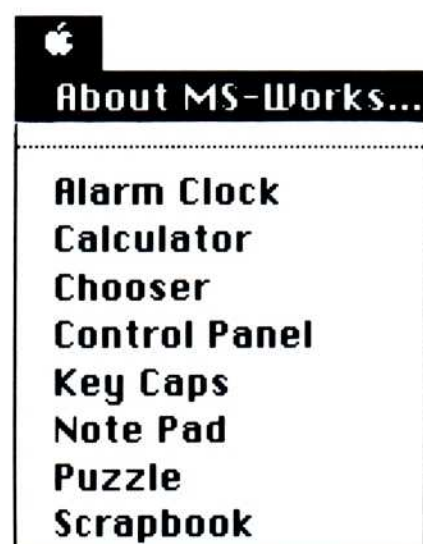 About MS-Works...
Alarm Clock
Calculator
Chooser
Control Panel
Key Caps
Note Pad
Puzzle
Scrapbook